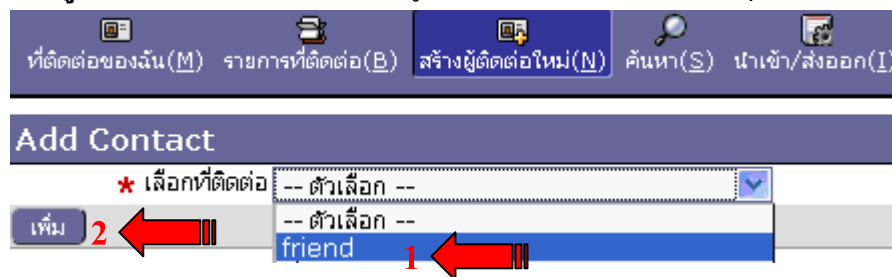 ที่ติดต่อของฉัน(M) รายการที่ติดต่อ(B) สร้างผู้ติดต่อใหม่(N) ค้นหา(S) นำเข้า/ส่งออก(I)
Add Contact
★ เลือกที่ติดต่อ -- ตัวเลือก --
เพิ่ม 2 -- ตัวเลือก --
friend 1